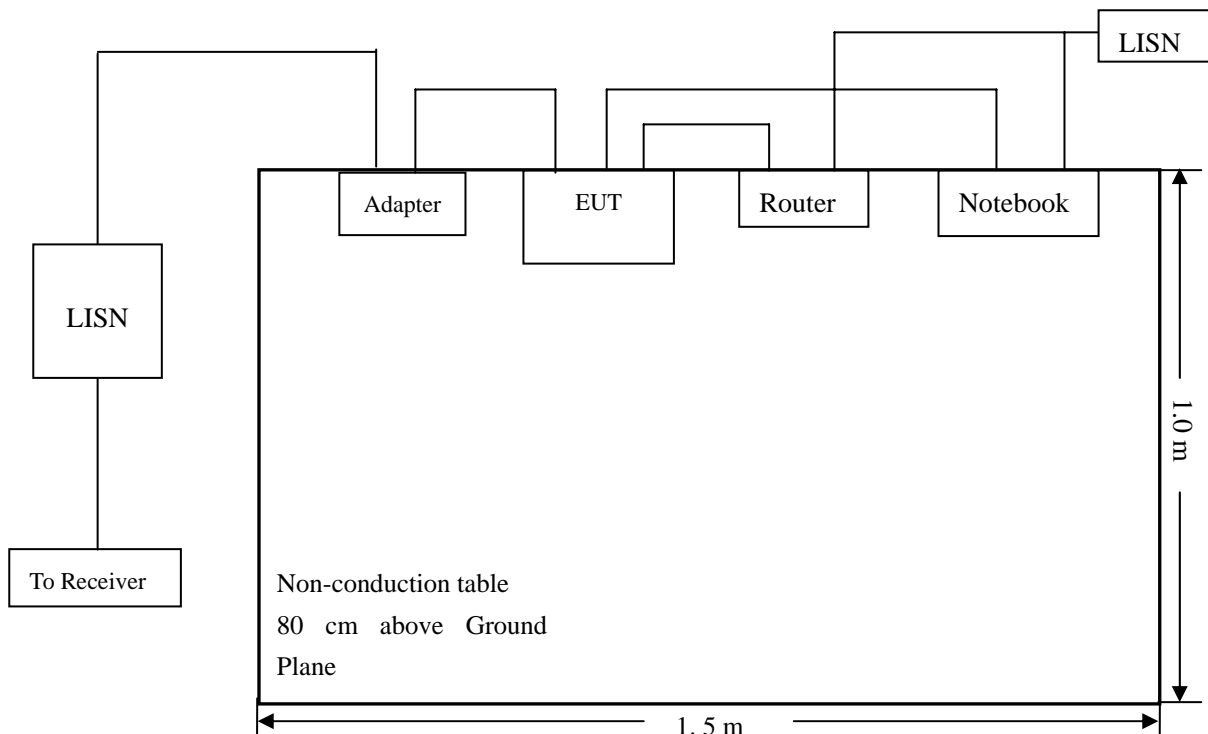 LISN
Adapter
EUT
Router
Notebook
LISN
1.0 m
To Receiver
Non-conduction table
80 cm above Ground
Plane
1. 5 m